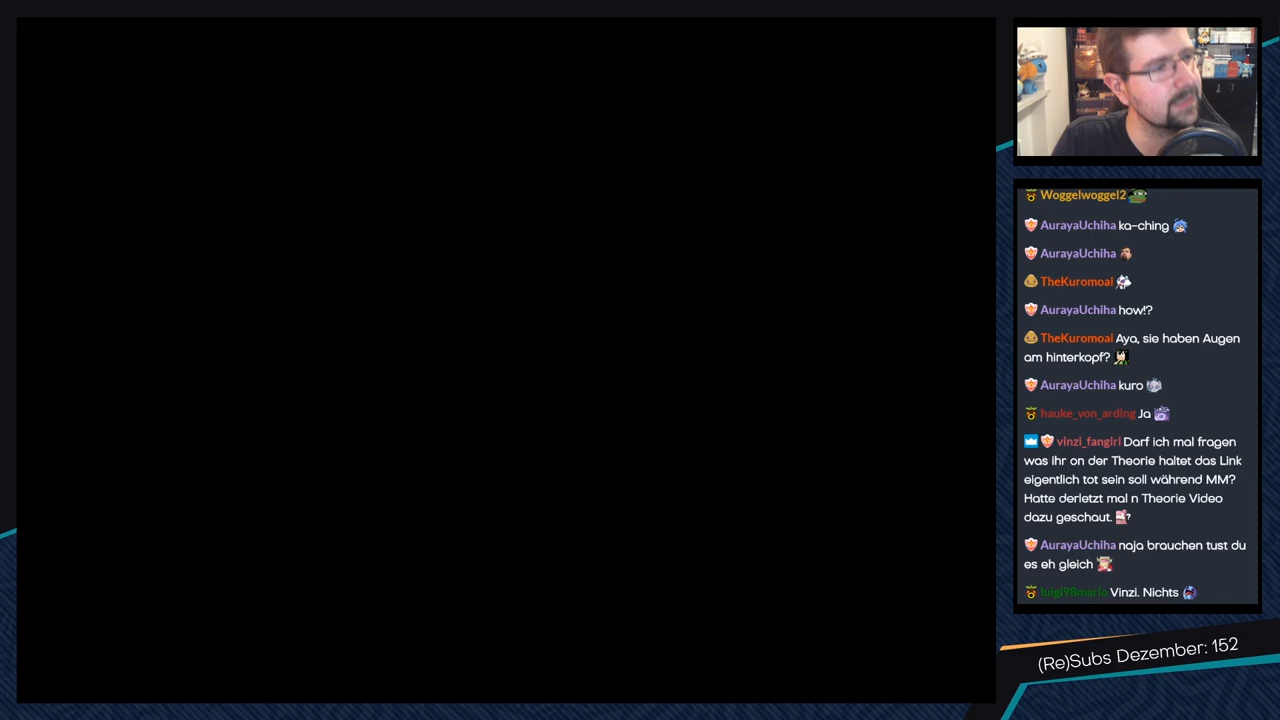 Woggelwoggel2
AurayaUchiha ka-ching
AurayaUchiha
TheKuromoai
AurayaUchiha how!?
TheKuromoai Aya, sie haben Augen
am hinterkopf?
AurayaUchiha kuro
hauke_von_arding Ja
vinzi_fangirl Darf ich mal fragen
was ihr on der Theorie haltet das Link
eigentlich tot sein soll während MM?
Hatte derletzt mal n Theorie Video
dazu geschaut.
AurayaUchiha naja brauchen tust du
es eh gleich
luigi98mario Vinzi. Nichts
(Re)Subs Dezember: 152